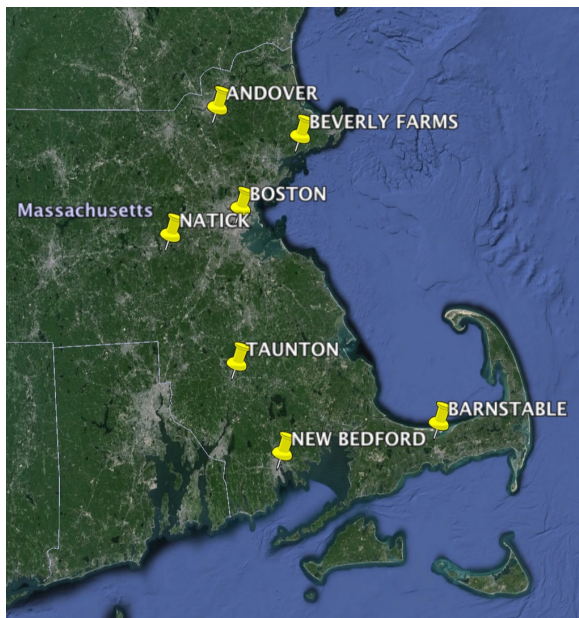 ANDOVER
BEVERLY FARMS
BOSTON
Massachusetts
NATICK
TAUNTON
BARNSTABLE
NEW BEDFORD